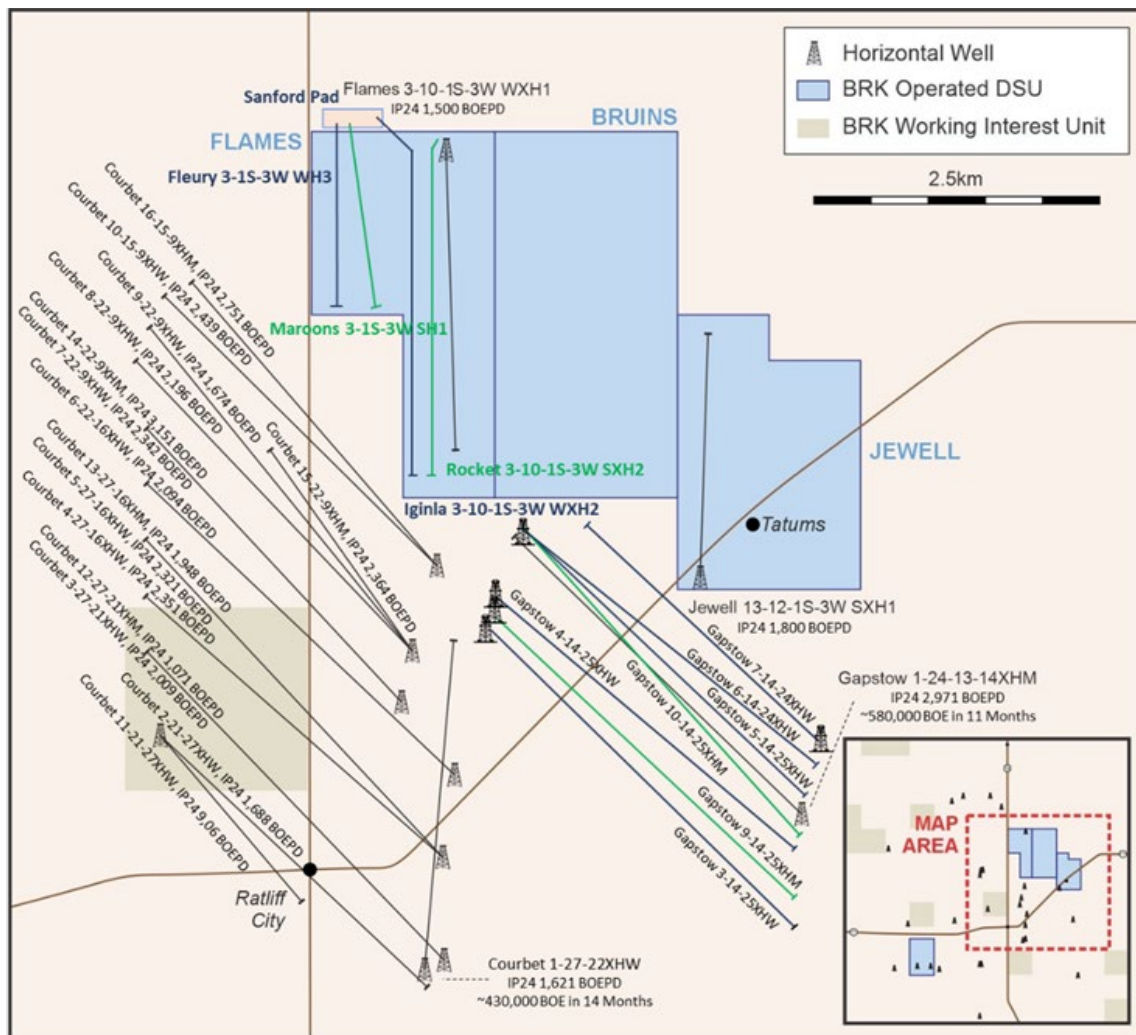 Horizontal Well
BRK Operated DSU
BRK Working Interest Unit
2.5km
Sanford Pad
Flames 3-10-1S-3W WXH1
IP24 1,500 BOEPD
BRUINS
FLAMES
Fleury 3-1S-3W WH3
Maroons 3-1S-3W SH1
Rocket 3-10-1S-3W SXH2
Iginla 3-10-1S-3W WXH2
JEWELL
Tatums
Jewell 13-12-1S-3W SXH1
IP24 1,800 BOEPD
Courbet 16-15-9XHM, IP24 2,751 BOEPD
Courbet 10-15-9XHW, IP24 2,439 BOEPD
Courbet 9-22-9XHW, IP24 1,674 BOEPD
Courbet 8-22-9XHW, IP24 2,196 BOEPD
Courbet 14-22-9XHM, IP24 3,151 BOEPD
Courbet 7-22-9XHW, IP24 2,342 BOEPD
Courbet 6-22-16XHW, IP24 2,094 BOEPD
Courbet 15-22-9XHM, IP24 2,364 BOEPD
Courbet 13-27-16XHM, IP24 1,948 BOEPD
Courbet 5-27-16XHW, IP24 2,321 BOEPD
Courbet 4-27-16XHW, IP24 2,351 BOEPD
Courbet 12-27-21XHM, IP24 1,071 BOEPD
Courbet 3-27-21XHW, IP24 2,009 BOEPD
Courbet 2-21-27XHW, IP24 1,688 BOEPD
Courbet 11-21-27XHW, IP24 9,06 BOEPD
Gapstow 7-14-24XHW
Gapstow 6-14-24XHW
Gapstow 5-14-25XHW
Gapstow 4-14-25XHW
Gapstow 10-14-25XHM
Gapstow 9-14-25XHM
Gapstow 3-14-25XHW
Gapstow 1-24-13-14XHM
IP24 2,971 BOEPD
~580,000 BOE in 11 Months
Ratliff
City
Courbet 1-27-22XHW
IP24 1,621 BOEPD
~430,000 BOE in 14 Months
MAP
AREA